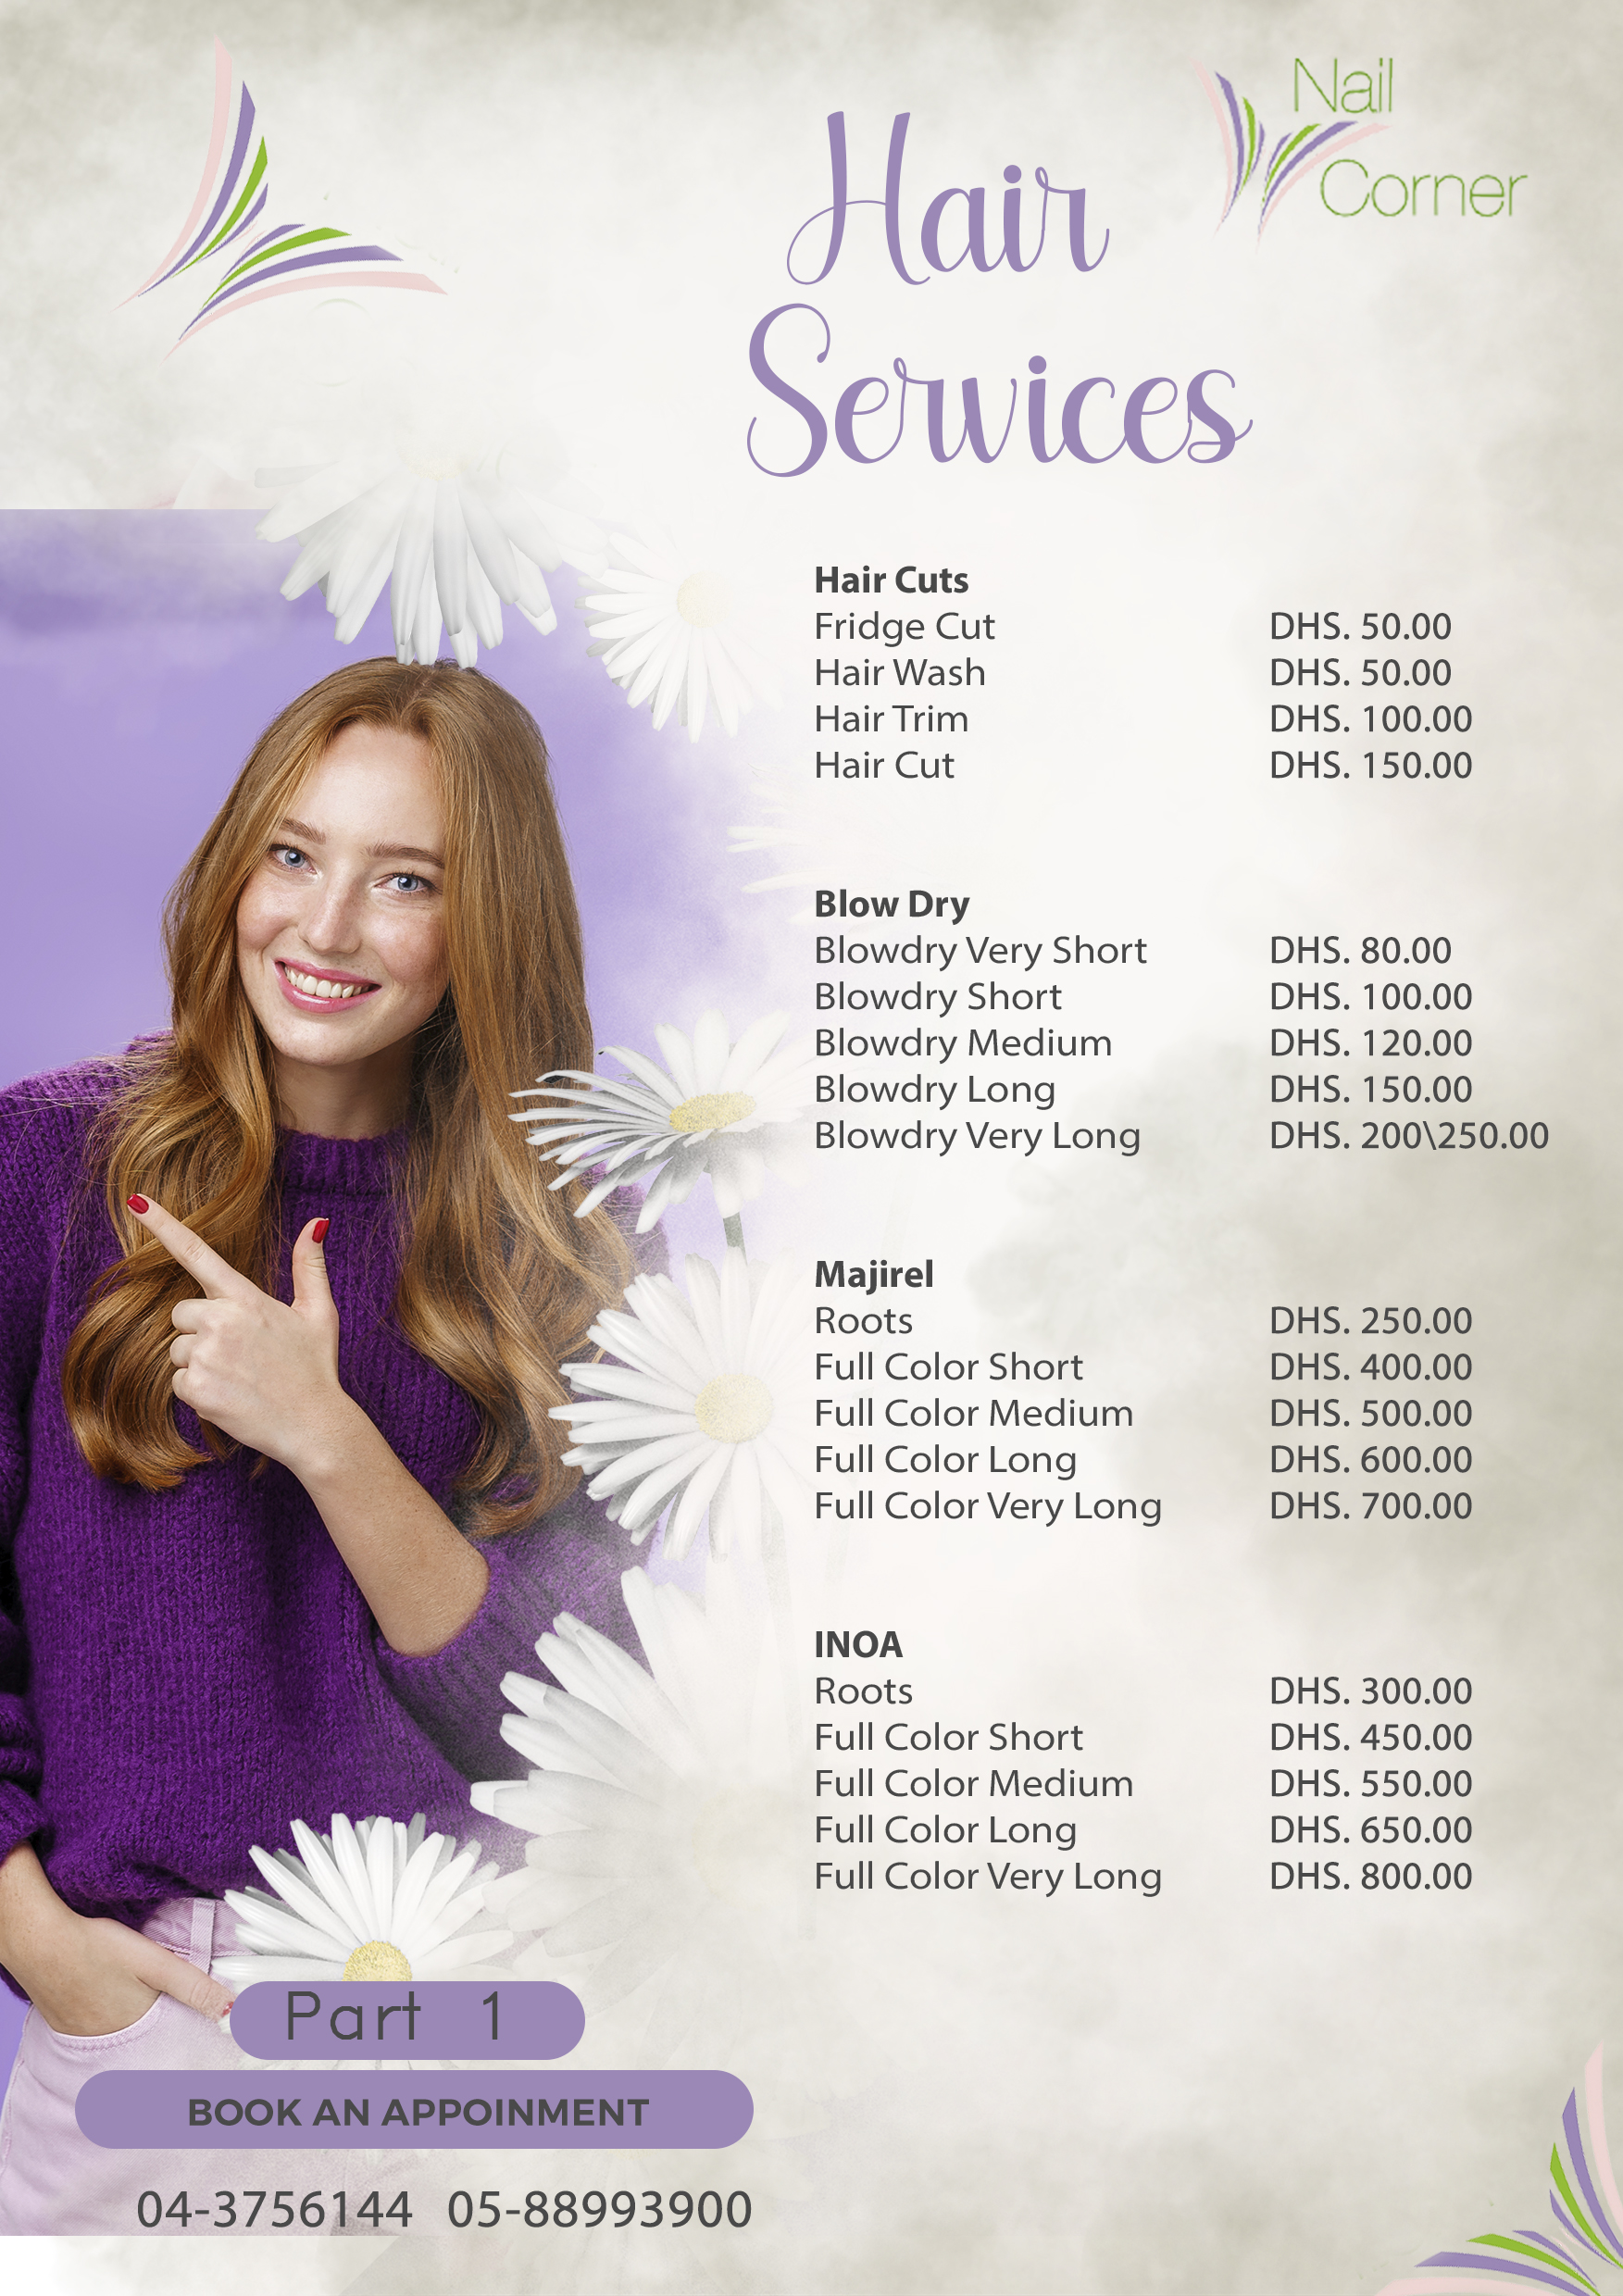 Nail
Corner
Hair
Services
Hair Cuts
Fridge Cut DHS. 50.00
Hair Wash DHS. 50.00
Hair Trim DHS. 100.00
Hair Cut DHS. 150.00
Blow Dry
Blowdry Very Short DHS. 80.00
Blowdry Short DHS. 100.00
Blowdry Medium DHS. 120.00
Blowdry Long DHS. 150.00
Blowdry Very Long DHS. 200\250.00
Majirel
Roots DHS. 250.00
Full Color Short DHS. 400.00
Full Color Medium DHS. 500.00
Full Color Long DHS. 600.00
Full Color Very Long DHS. 700.00
INOA
Roots DHS. 300.00
Full Color Short DHS. 450.00
Full Color Medium DHS. 550.00
Full Color Long DHS. 650.00
Full Color Very Long DHS. 800.00
Part 1
BOOK AN APPOINMENT
04-3756144 05-88993900